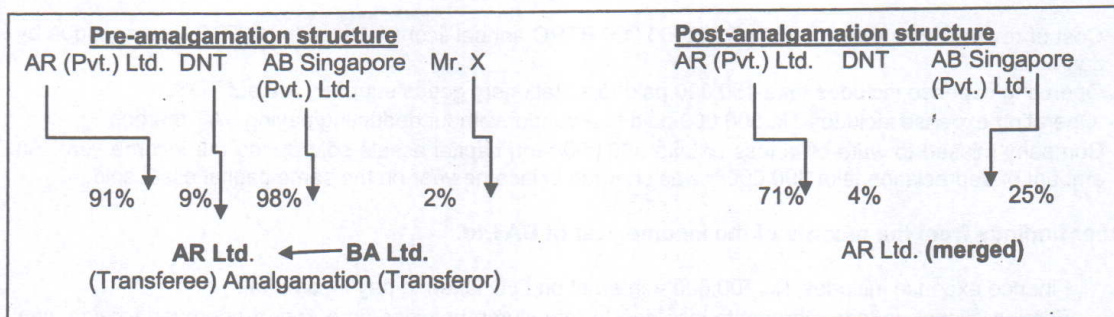 Pre-amalgamation structure
AR (Pvt.) Ltd. DNT AB Singapore (Pvt.) Ltd. Mr. X
91% 9% 98% 2%
AR Ltd. BA Ltd.
(Transferee) Amalgamation (Transferor)
Post-amalgamation structure
AR (Pvt.) Ltd. DNT AB Singapore (Pvt.) Ltd.
71% 4% 25%
AR Ltd. (merged)